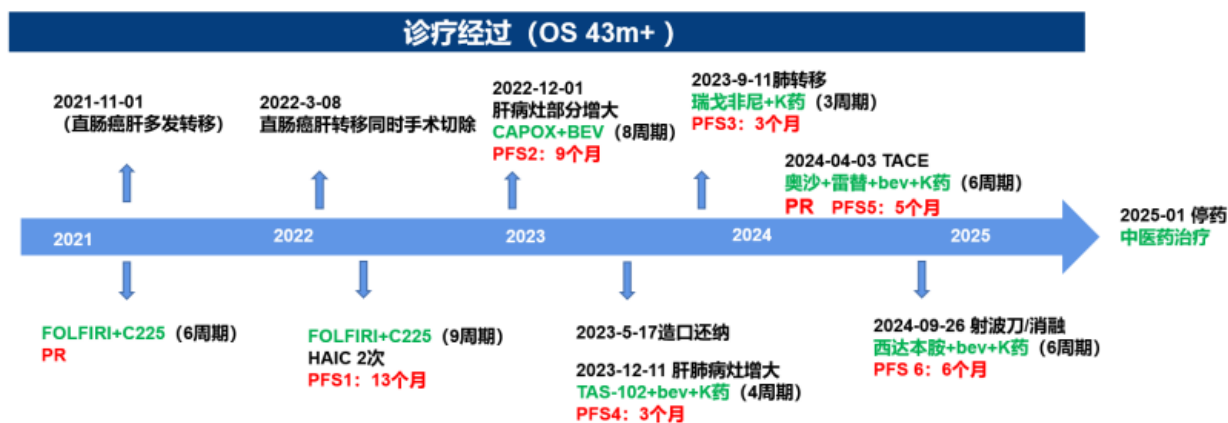 诊疗经过（OS 43m+ ）
2021-11-01
（直肠癌肝多发转移）
2022-3-08
直肠癌肝转移同时手术切除
2022-12-01
肝病灶部分增大
CAPOX+BEV（8周期）
PFS2：9个月
2023-9-11肺转移
瑞戈非尼+K药（3周期）
PFS3：3个月
2024-04-03 TACE
奥沙+雷替+bev+K药（6周期）
PR PFS5：5个月
2021
2022
2023
2024
2025
2025-01 停药
中医药治疗
FOLFIRI+C225（6周期）
PR
FOLFIRI+C225（9周期）
HAIC 2次
PFS1：13个月
2023-5-17造口还纳
2023-12-11 肝肺病灶增大
TAS-102+bev+K药（4周期）
PFS4：3个月
2024-09-26 射波刀/消融
西达本胺+bev+K药（6周期）
PFS 6：6个月